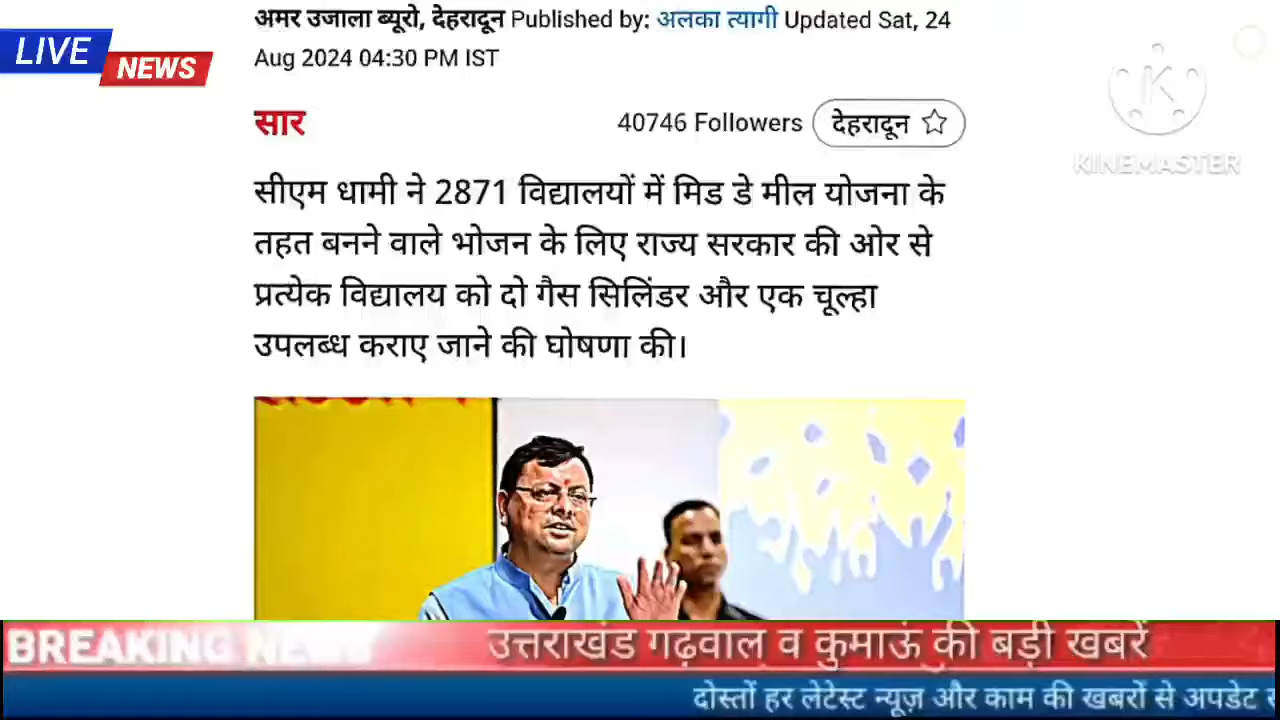 अमर उजाला ब्यूरो, देहरादून Published by: अलका त्यागी Updated Sat, 24
Aug 2024 04:30 PM IST
LIVE
NEWS
सार
40746 Followers देहरादून
KINEMASTER
सीएम धामी ने 2871 विद्यालयों में मिड डे मील योजना के
तहत बनने वाले भोजन के लिए राज्य सरकार की ओर से
प्रत्येक विद्यालय को दो गैस सिलिंडर और एक चूल्हा
उपलब्ध कराए जाने की घोषणा की।
BREAKING NEWS
उत्तराखंड गढ़वाल व कुमाऊं की बड़ी खबरें
दोस्तों हर लेटेस्ट न्यूज़ और काम की खबरों से अपडेट